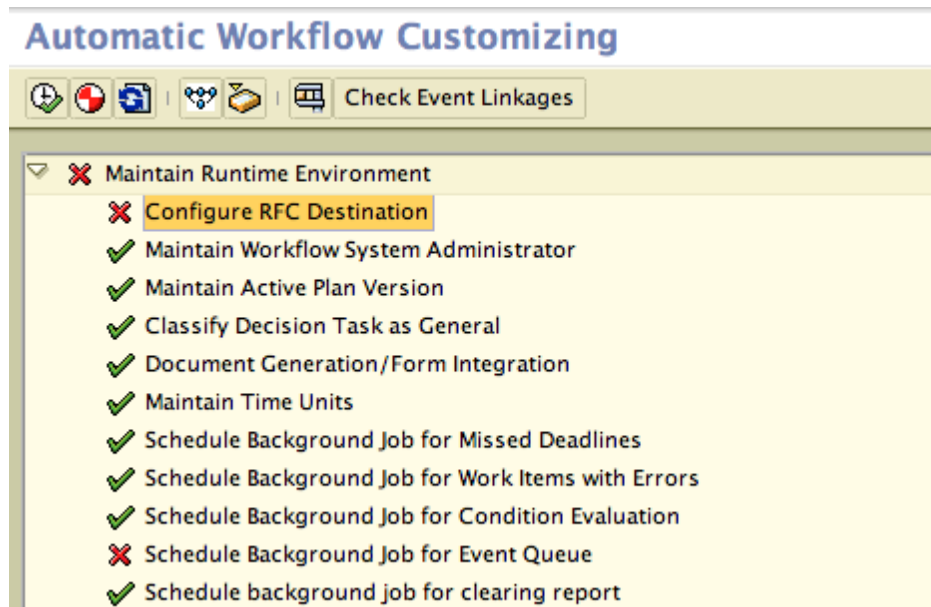 Automatic Workflow Customizing
Check Event Linkages
Maintain Runtime Environment
Configure RFC Destination
Maintain Workflow System Administrator
Maintain Active Plan Version
Classify Decision Task as General
Document Generation/Form Integration
Maintain Time Units
Schedule Background Job for Missed Deadlines
Schedule Background Job for Work Items with Errors
Schedule Background Job for Condition Evaluation
Schedule Background Job for Event Queue
Schedule background job for clearing report